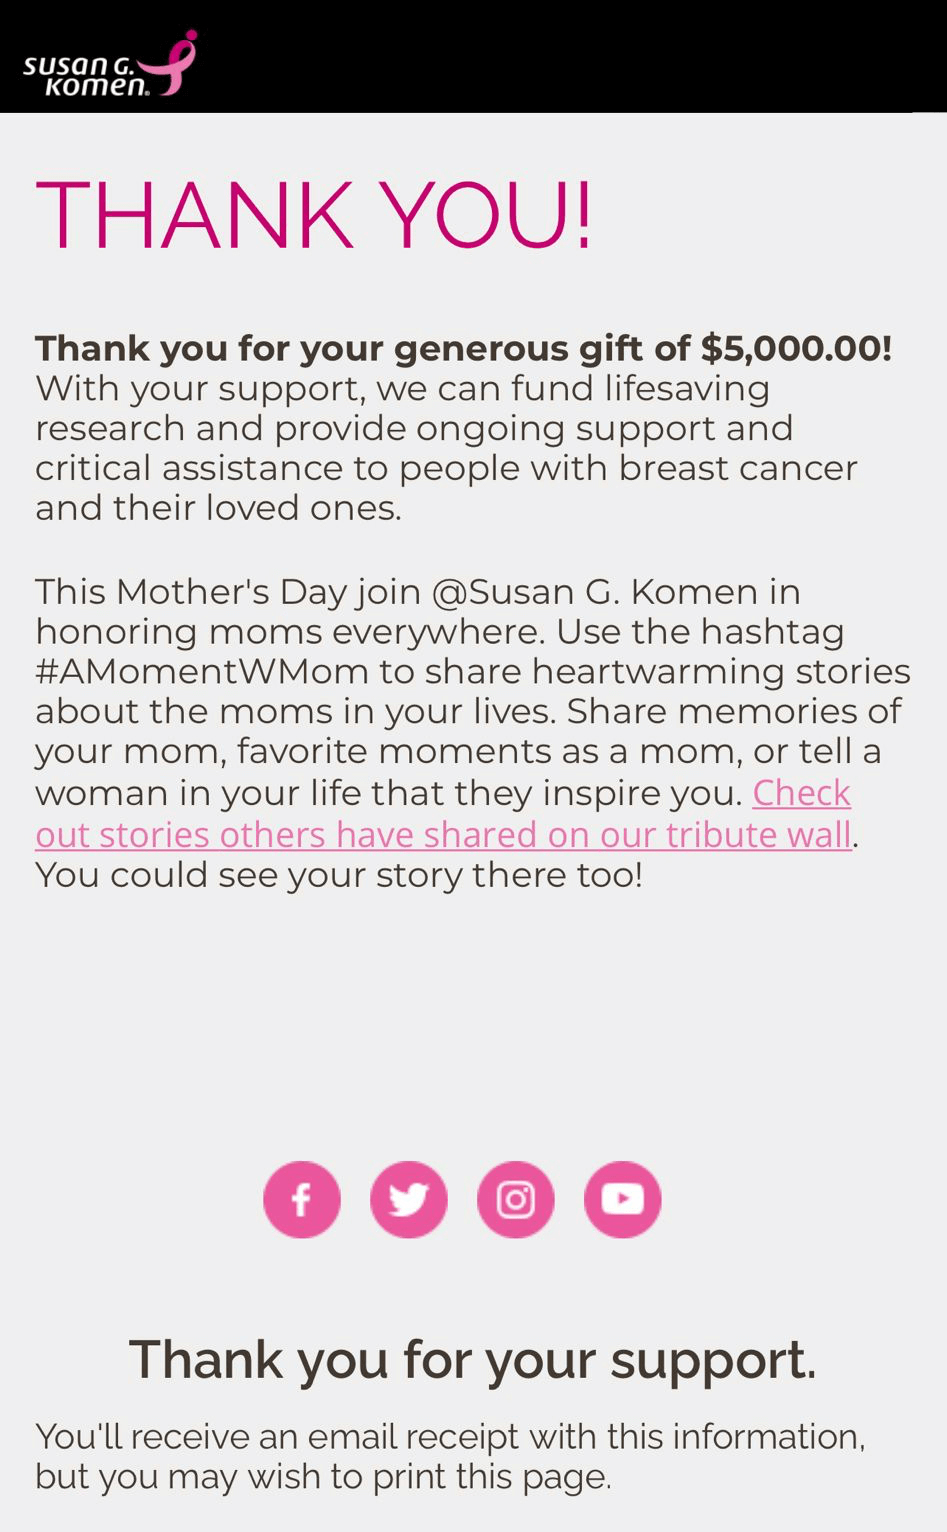 susan G.
komen®
THANK YOU!
Thank you for your generous gift of $5,000.00!
With your support, we can fund lifesaving
research and provide ongoing support and
critical assistance to people with breast cancer
and their loved ones.
This Mother's Day join @Susan G. Komen in
honoring moms everywhere. Use the hashtag
#AMomentWMom to share heartwarming stories
about the moms in your lives. Share memories of
your mom, favorite moments as a mom, or tell a
woman in your life that they inspire you. Check
out stories others have shared on our tribute wall.
You could see your story there too!
Thank you for your support.
You'll receive an email receipt with this information,
but you may wish to print this page.